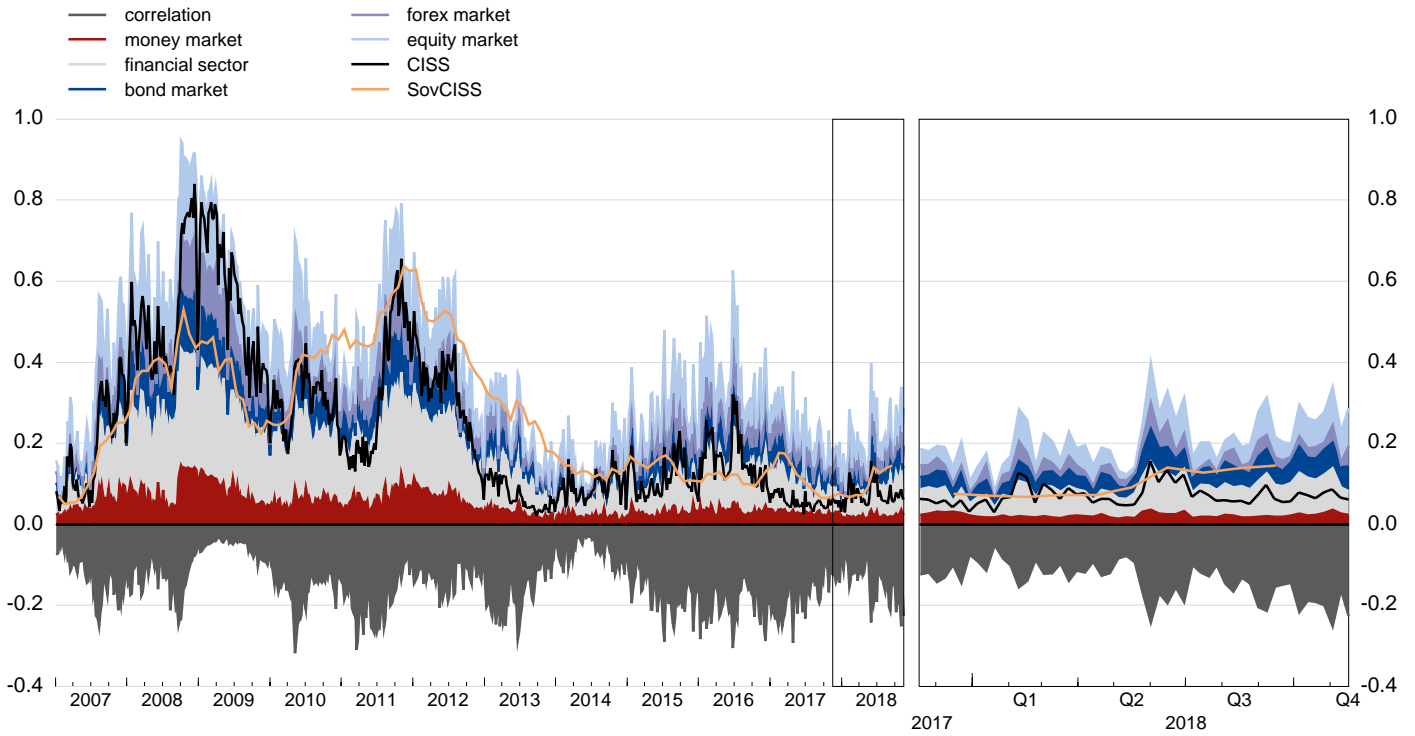 correlation
money market
financial sector
bond market
forex market
equity market
CISS
SovCISS
1.0
0.8
0.6
0.4
0.2
0.0
-0.2
-0.4
2007 2008 2009 2010 2011 2012 2013 2014 2015 2016 2017 2018
1.0
0.8
0.6
0.4
0.2
0.0
-0.2
-0.4
Q1 Q2 Q3 Q4
2017 2018